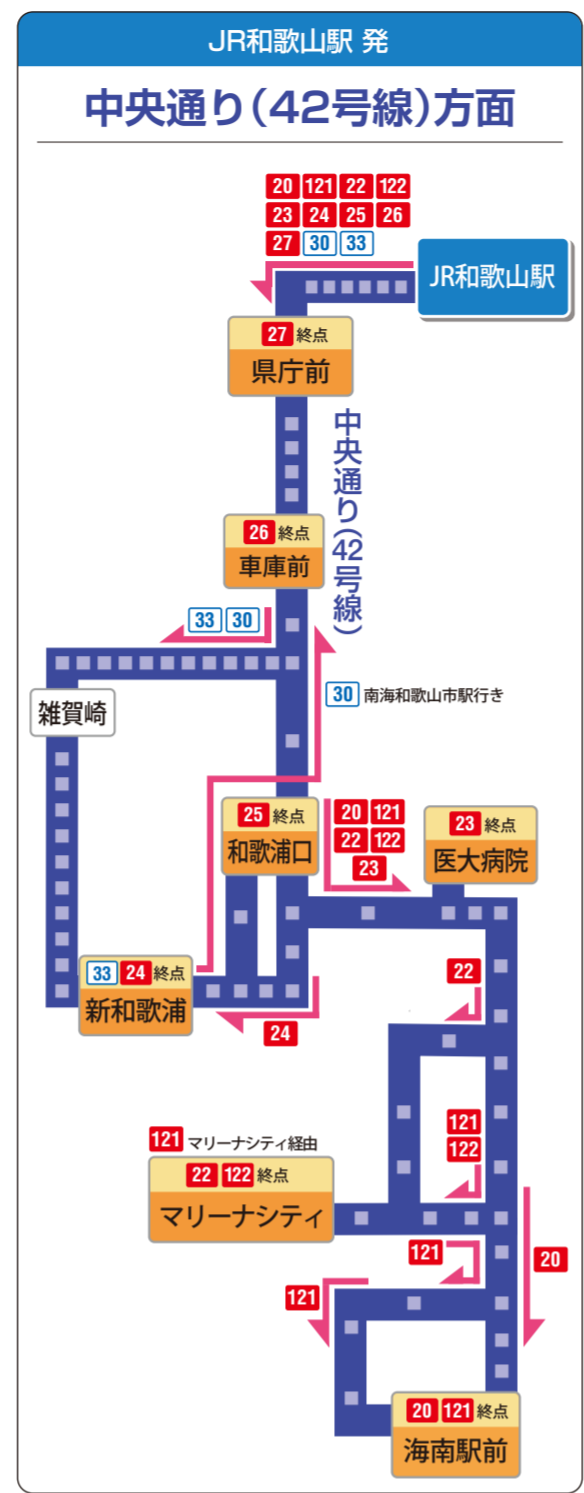 JR和歌山駅 発
中央通り(42号線)方面
20 121 22 122
23 24 25 26
27 30 33
JR和歌山駅
27 終点
県庁前
中央通り(42号線)
26 終点
車庫前
33 30
30 南海和歌山市駅行き
雑賀崎
25 終点
和歌浦口
20 121
22 122
23
23 終点
医大病院
33 24 終点
新和歌浦
24
22
121 マリーナシティ経由
22 122 終点
マリーナシティ
121
122
121
20
121
20 121 終点
海南駅前